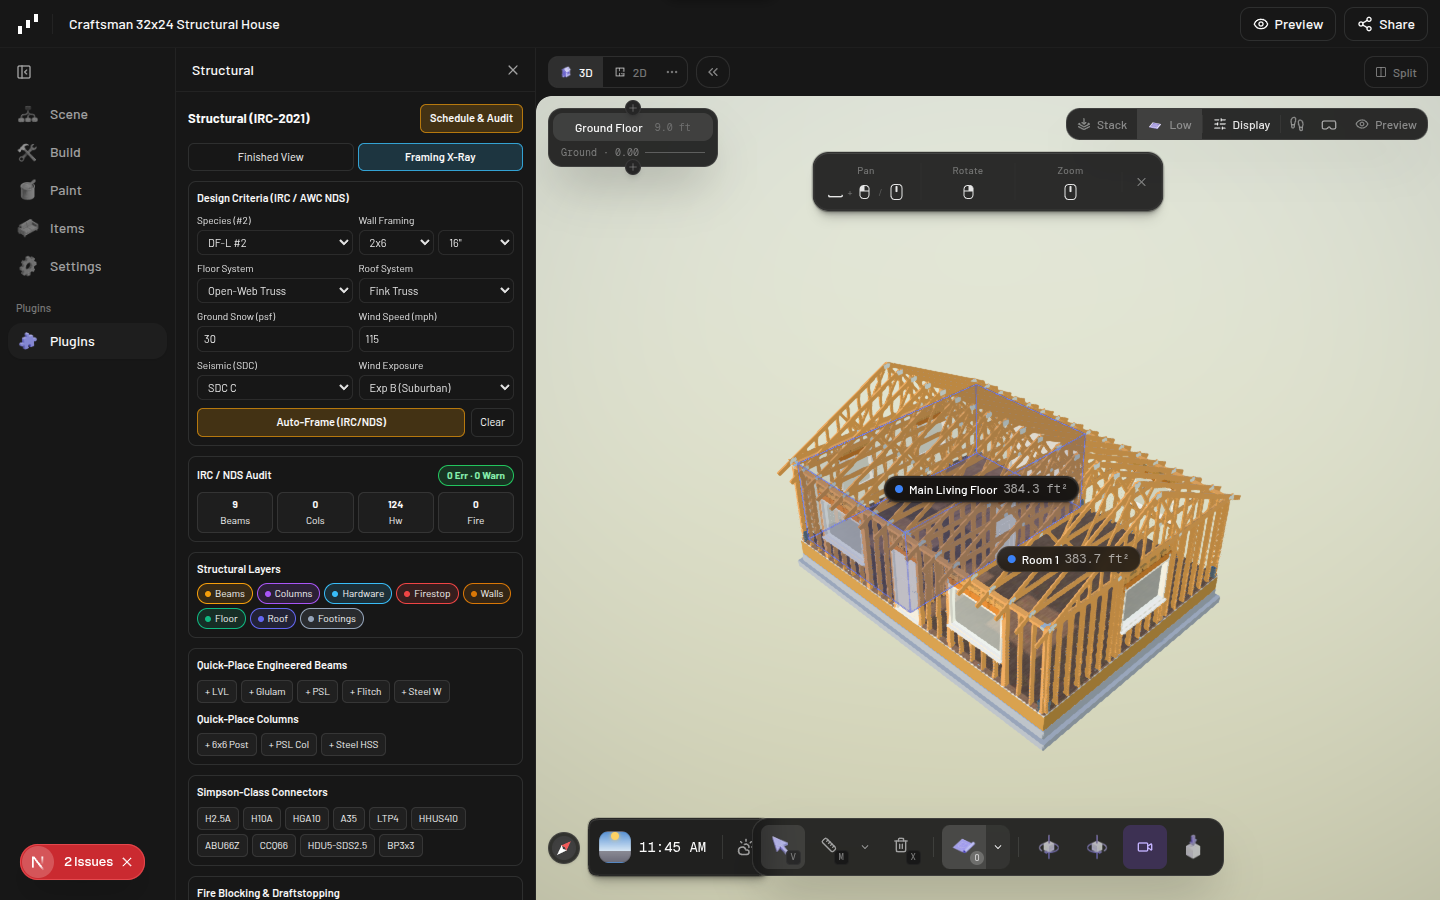 Craftsman 32x24 Structural House
Preview
Share
Scene
Build
Paint
Items
Settings
Plugins
Plugins
N
2 Issues
Structural
Structural (IRC-2021)
Schedule & Audit
Finished View
Framing X-Ray
Design Criteria (IRC / AWC NDS)
Species (#2)
Wall Framing
DF-L #2
2x6
16"
Floor System
Roof System
Open-Web Truss
Fink Truss
Ground Snow (psf)
Wind Speed (mph)
30
115
Seismic (SDC)
Wind Exposure
SDC C
Exp B (Suburban)
Auto-Frame (IRC/NDS)
Clear
IRC / NDS Audit
0 Err · 0 Warn
9
0
124
0
Beams
Cols
Hw
Fire
Structural Layers
Beams
Columns
Hardware
Firestop
Walls
Floor
Roof
Footings
Quick-Place Engineered Beams
+ LVL
+ Glulam
+ PSL
+ Flitch
+ Steel W
Quick-Place Columns
+ 6x6 Post
+ PSL Col
+ Steel HSS
Simpson-Class Connectors
H2.5A
H10A
HGA10
A35
LTP4
HHUS410
ABU66Z
CCQ66
HDU5-SDS2.5
BP3x3
Fire Blocking & Draftstopping
3D
2D
Split
Ground Floor 9.0 ft
Ground · 0.00
Stack
Low
Display
Preview
Pan
Rotate
Zoom
+
/
Main Living Floor 384.3 ft²
Room 1 383.7 ft²
11:45 AM
V
M
X
0